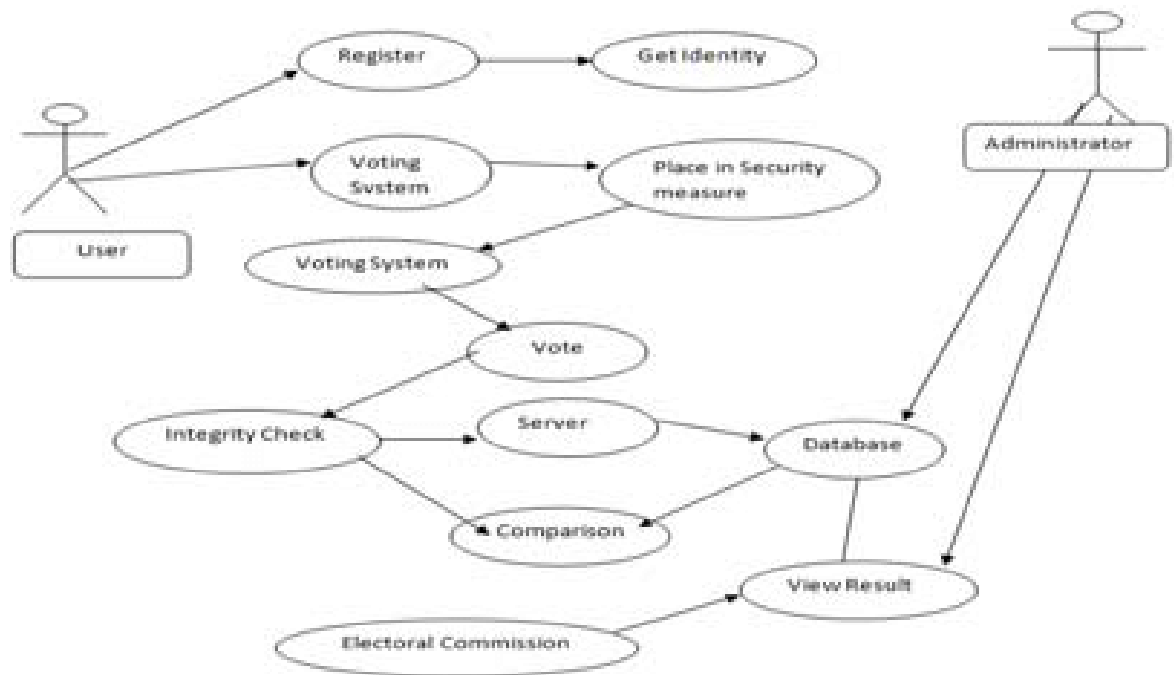 Register
Get Identity
Administrator
Voting
System
Place in Security
measure
User
Voting System
Vote
Integrity Check
Server
Database
Comparison
View Result
Electoral Commission